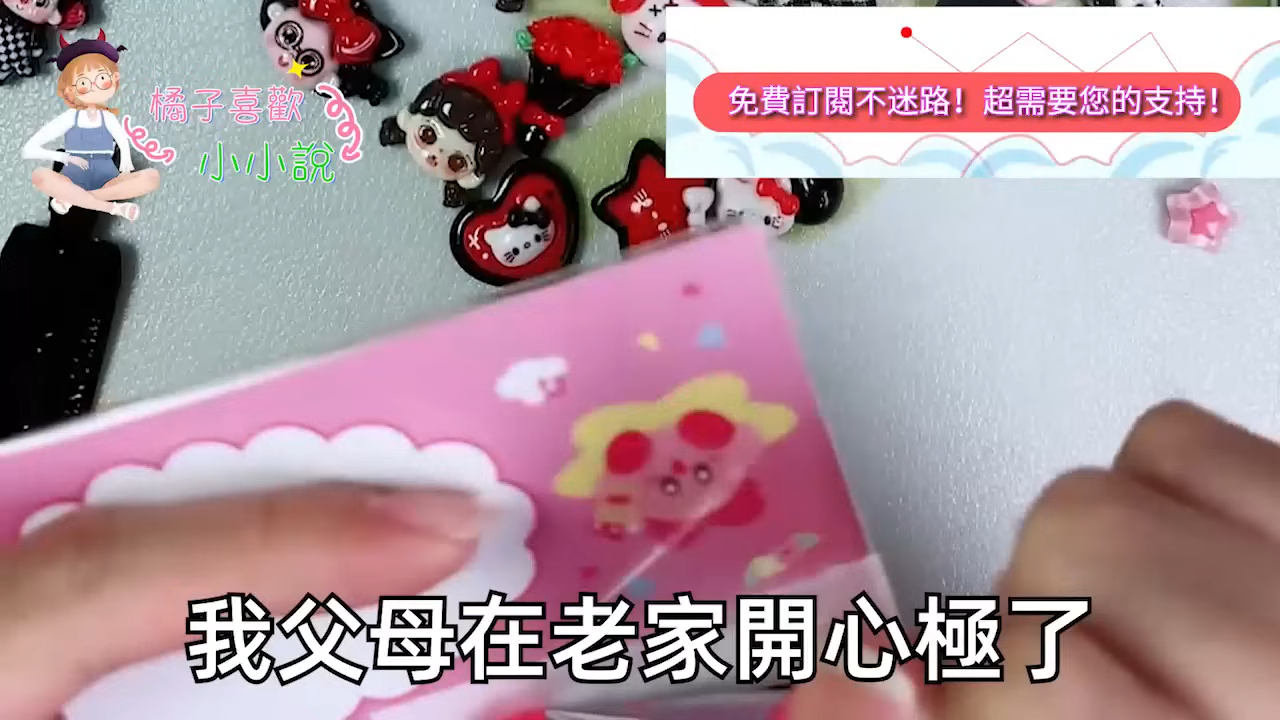 橘子喜歡
小小說
免費訂閱不迷路！超需要您的支持！
我父母在老家開心極了